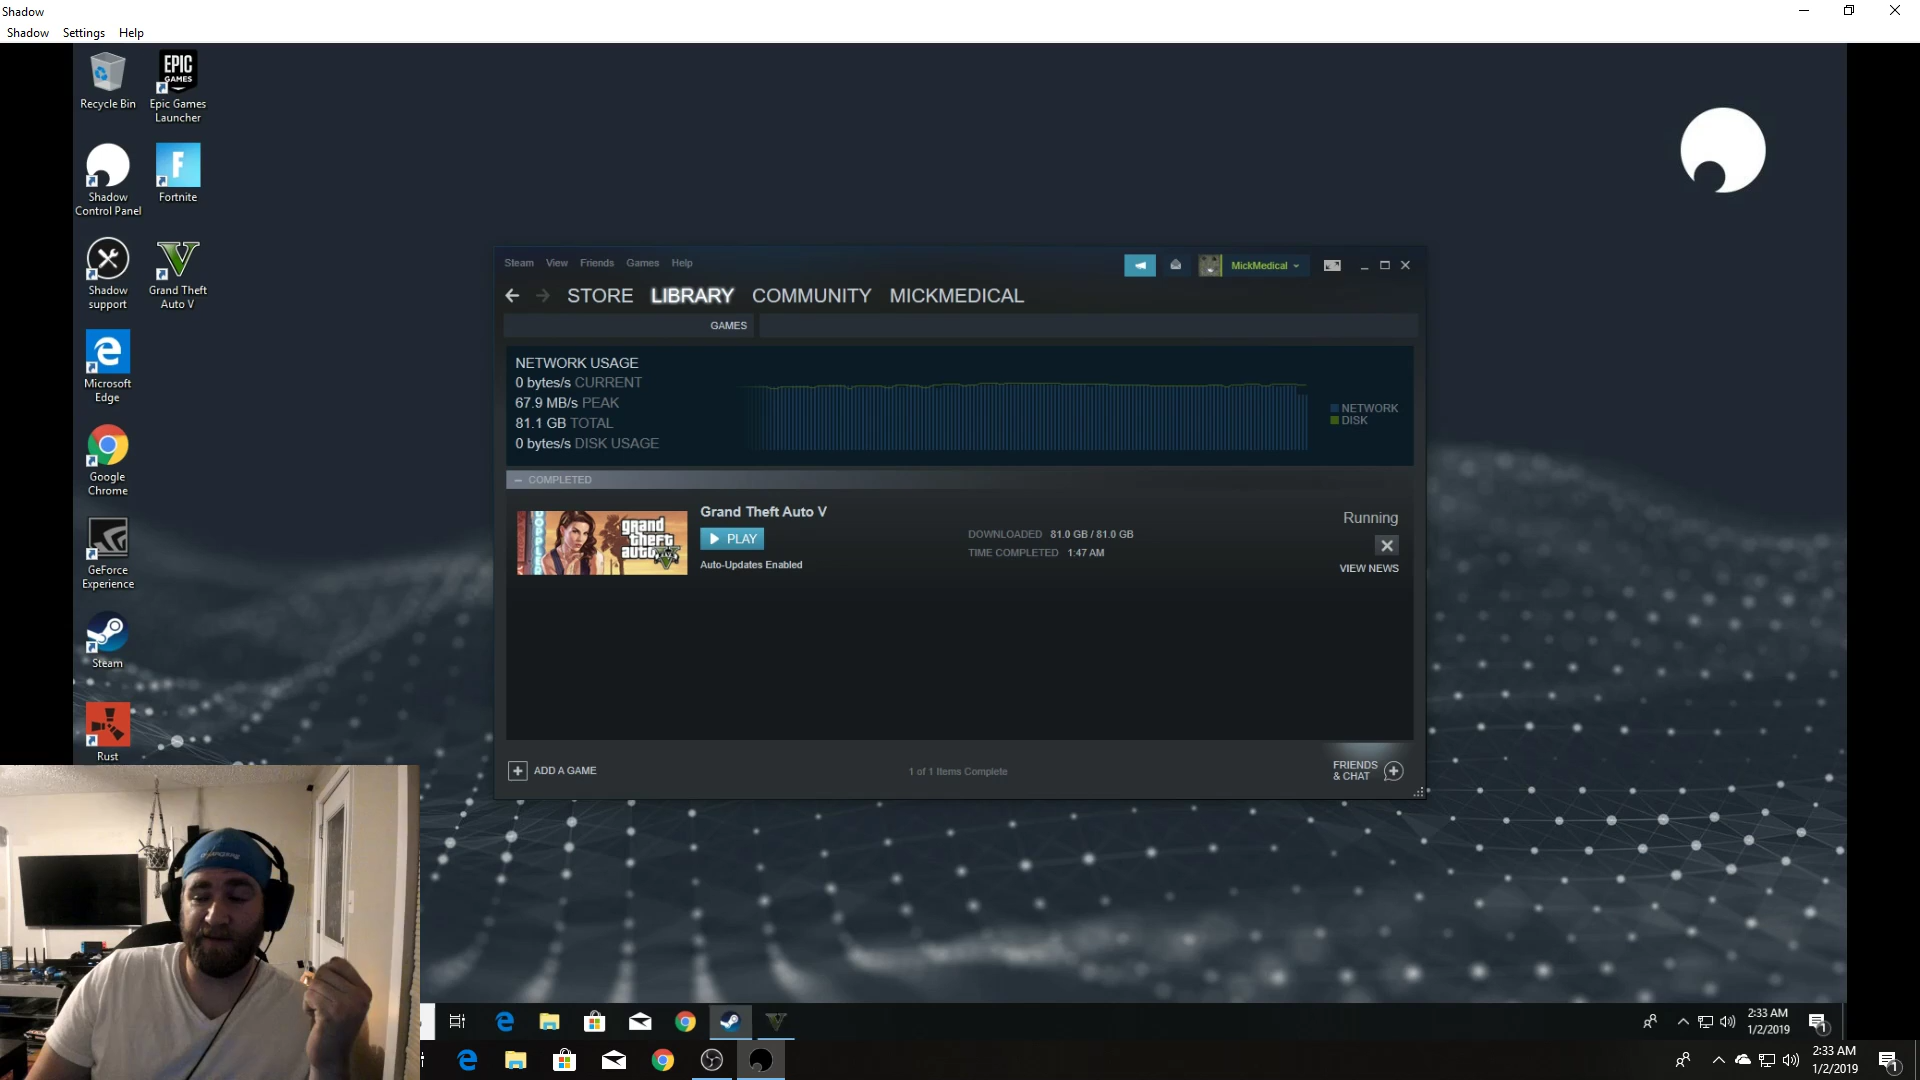 Shadow
Shadow Settings Help
Recycle Bin
EPIC
GAMES
Epic Games
Launcher
Shadow
Control Panel
F
Fortnite
Shadow
support
Grand Theft
Auto V
Microsoft
Edge
Google
Chrome
GeForce
Experience
Steam
Rust
Steam View Friends Games Help
MickMedical
STORE LIBRARY COMMUNITY MICKMEDICAL
GAMES
NETWORK USAGE
0 bytes/s CURRENT
67.9 MB/s PEAK
81.1 GB TOTAL
0 bytes/s DISK USAGE
NETWORK
DISK
COMPLETED
grand
theft
auto
V
Grand Theft Auto V
PLAY
Auto-Updates Enabled
DOWNLOADED 81.0 GB / 81.0 GB
TIME COMPLETED 1:47 AM
Running
VIEW NEWS
ADD A GAME
1 of 1 Items Complete
FRIENDS
& CHAT
2:33 AM
1/2/2019
1
2:33 AM
1/2/2019
1